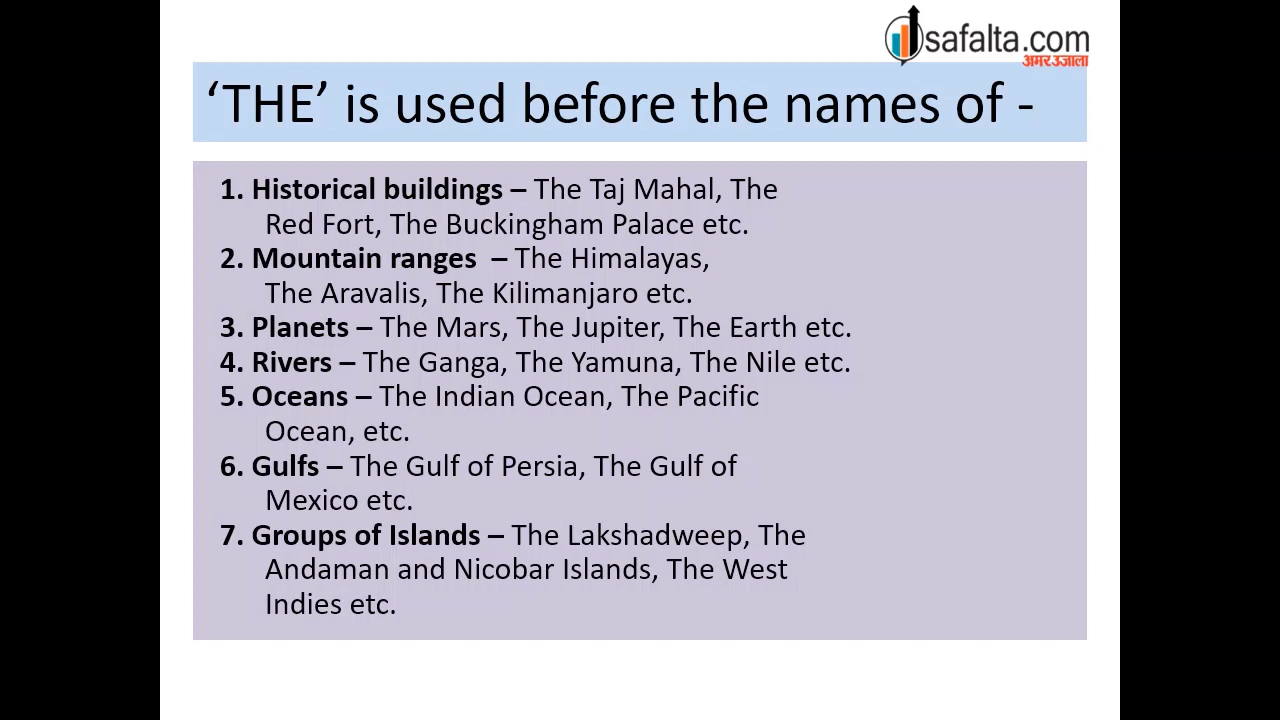 safalta.com
अमर उजाला
‘THE’ is used before the names of -
1. Historical buildings – The Taj Mahal, The
Red Fort, The Buckingham Palace etc.
2. Mountain ranges – The Himalayas,
The Aravalis, The Kilimanjaro etc.
3. Planets – The Mars, The Jupiter, The Earth etc.
4. Rivers – The Ganga, The Yamuna, The Nile etc.
5. Oceans – The Indian Ocean, The Pacific
Ocean, etc.
6. Gulfs – The Gulf of Persia, The Gulf of
Mexico etc.
7. Groups of Islands – The Lakshadweep, The
Andaman and Nicobar Islands, The West
Indies etc.